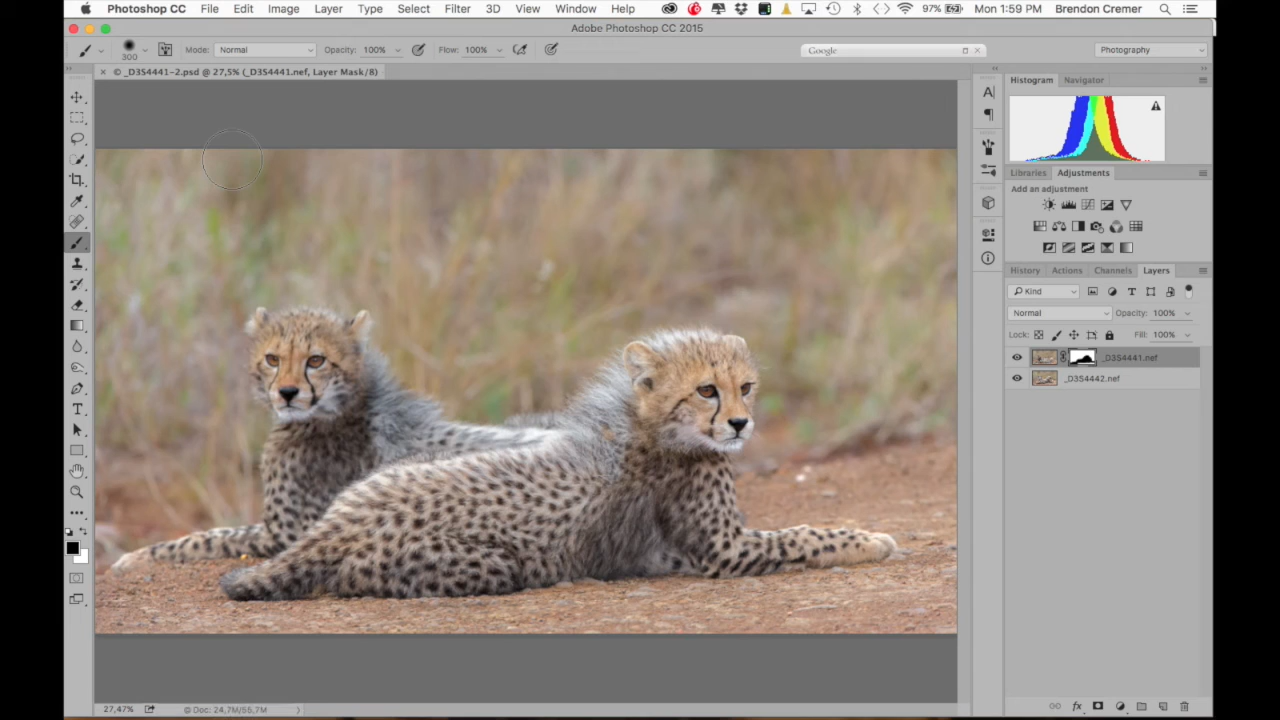 Photoshop CC File Edit Image Layer Type Select Filter 3D View Window Help 97% Mon 1:59 PM Brendon Cremer
Adobe Photoshop CC 2015
300 Mode: Normal Opacity: 100% Flow: 100% Google Photography
× © _D3S4441-2.psd @ 27,5% (_D3S4441.nef, Layer Mask/8)
Histogram Navigator
Libraries Adjustments
Add an adjustment
History Actions Channels Layers
Kind
Normal Opacity: 100%
Lock: Fill: 100%
_D3S4441.nef
_D3S4442.nef
27,47% Doc: 24,7M/55,7M